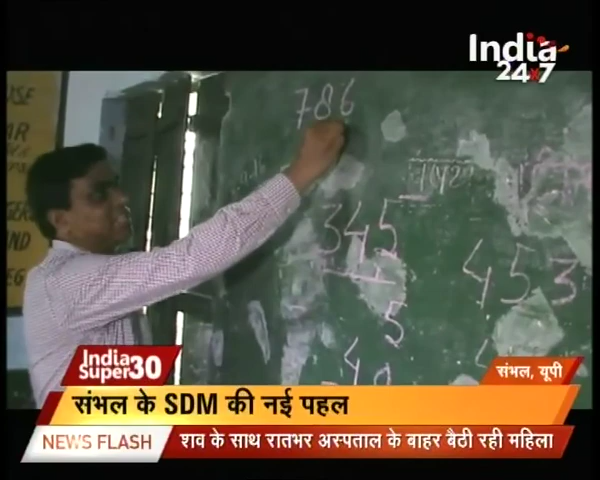 India
24x7
786
345
453
5
India
Super30
संभल, यूपी
संभल के SDM की नई पहल
NEWS FLASH
शव के साथ रातभर अस्पताल के बाहर बैठी रही महिला